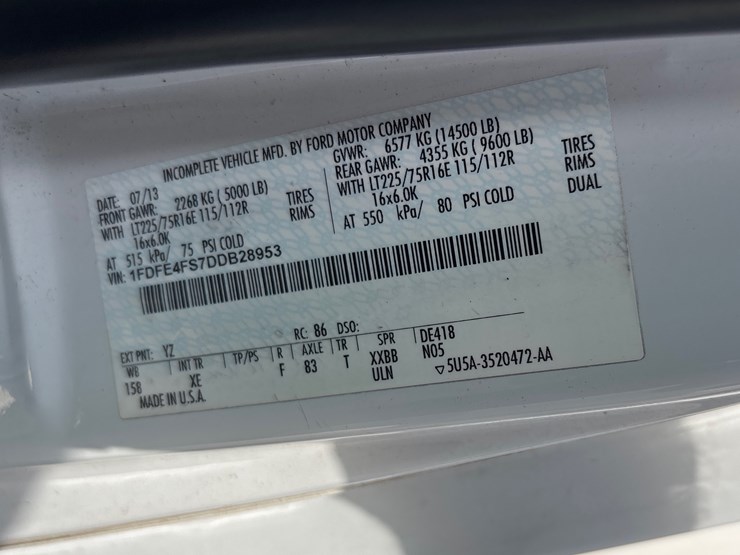 INCOMPLETE VEHICLE MFD. BY FORD MOTOR COMPANY
DATE: 07/13 GVWR: 6577 KG (14500 LB)
FRONT GAWR: 2268 KG (5000 LB) REAR GAWR: 4355 KG ( 9600 LB)
WITH LT225/75R16E 115/112R TIRES WITH LT225/75R16E 115/112R TIRES
16x6.0K RIMS 16x6.0K RIMS
AT 515 kPa/ 75 PSI COLD AT 550 kPa/ 80 PSI COLD DUAL
VIN: 1FDFE4FS7DDB28953
EXT PNT: YZ RC: 86 DSO:
WB INT TR TP/PS R AXLE TR SPR DE418
158 XE F 83 T XXBB N05
ULN ▽5U5A-3520472-AA
MADE IN U.S.A.